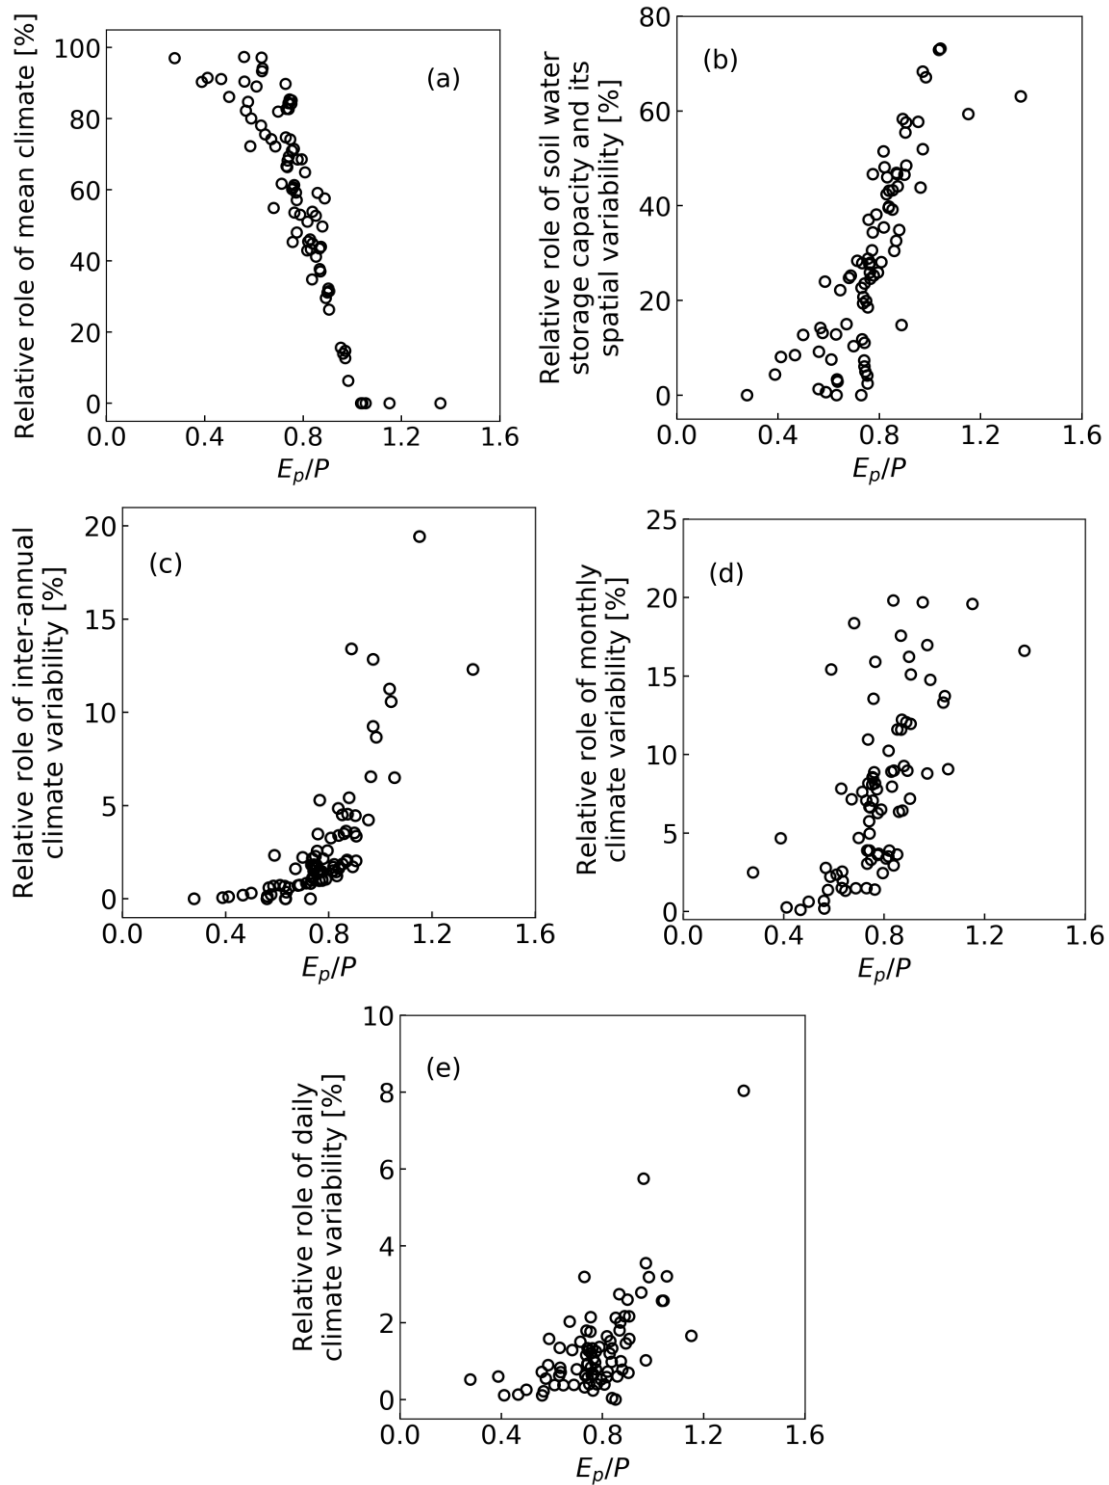 Relative role of mean climate [%]
100
80
60
40
20
0
(a)
0.0 0.4 0.8 1.2 1.6
Ep/P
Relative role of soil water
storage capacity and its
spatial variability [%]
80
60
40
20
0
(b)
0.0 0.4 0.8 1.2 1.6
Ep/P
Relative role of inter-annual
climate variability [%]
20
15
10
5
0
(c)
0.0 0.4 0.8 1.2 1.6
Ep/P
Relative role of monthly
climate variability [%]
25
20
15
10
5
0
(d)
0.0 0.4 0.8 1.2 1.6
Ep/P
Relative role of daily
climate variability [%]
10
8
6
4
2
0
(e)
0.0 0.4 0.8 1.2 1.6
Ep/P